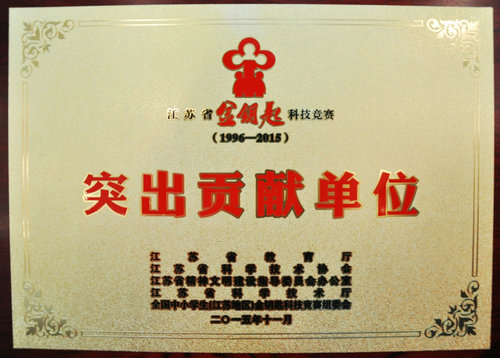 江苏省金钥匙科技竞赛
（1996—2015）
突出贡献单位
江苏省教育厅
江苏省科学技术协会
江苏省精神文明建设指导委员会办公室
江苏省科学技术厅
全国中小学生(江苏地区)金钥匙科技竞赛组委会
二〇一五年十一月